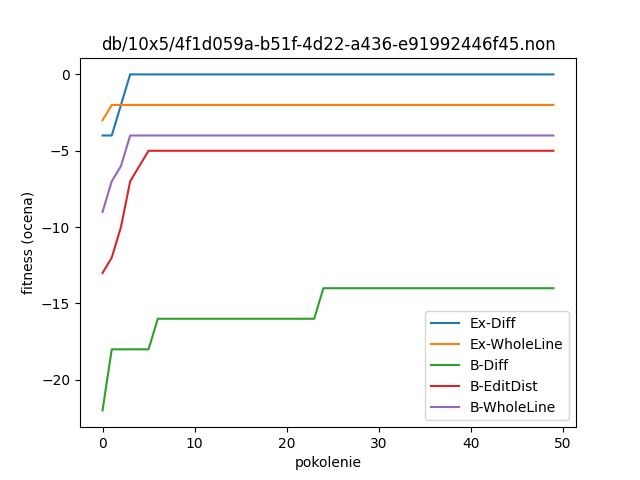 db/10x5/4f1d059a-b51f-4d22-a436-e91992446f45.non
fitness (ocena)
0
−5
−10
−15
−20
0 10 20 30 40 50
pokolenie
Ex-Diff
Ex-WholeLine
B-Diff
B-EditDist
B-WholeLine